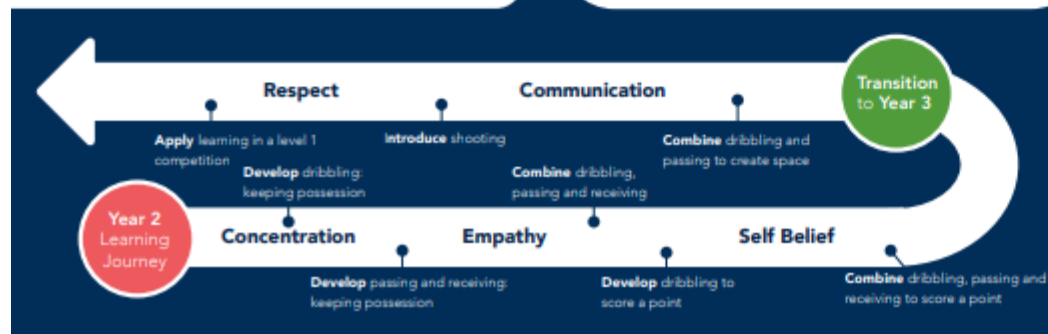 Respect
Communication
Transition
to Year 3
Apply learning in a level 1
competition
Introduce shooting
Combine dribbling and
passing to create space
Develop dribbling:
keeping possession
Combine dribbling,
passing and receiving
Year 2
Learning
Journey
Concentration
Empathy
Self Belief
Develop passing and receiving:
keeping possession
Develop dribbling to
score a point
Combine dribbling, passing and
receiving to score a point